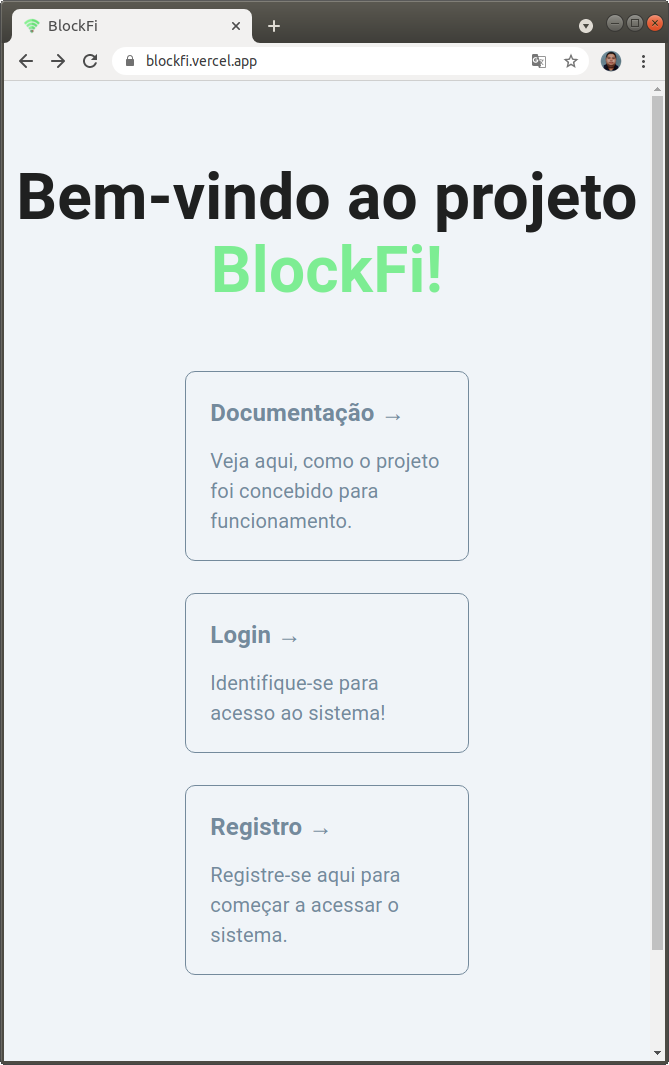 BlockFi
blockfi.vercel.app
Bem-vindo ao projeto
BlockFi!
Documentação →
Veja aqui, como o projeto
foi concebido para
funcionamento.
Login →
Identifique-se para
acesso ao sistema!
Registro →
Registre-se aqui para
começar a acessar o
sistema.